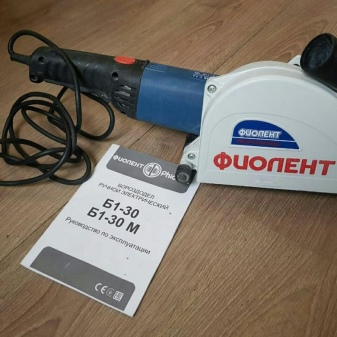 ФИОЛЕНТ
ФИОЛЕНТ
ФИОЛЕНТ
БОРОЗДОДЕЛ
РУЧНОЙ ЭЛЕКТРИЧЕСКИЙ
Б1-30
Б1-30 М
Руководство по эксплуатации